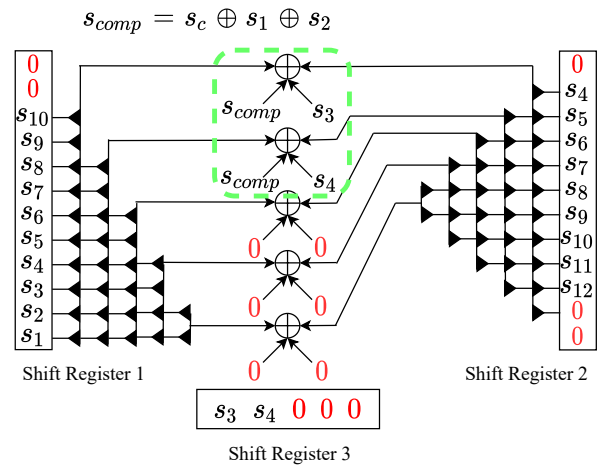 s_comp = s_c ⊕ s_1 ⊕ s_2
0
0
s_10
s_9
s_8
s_7
s_6
s_5
s_4
s_3
s_2
s_1
Shift Register 1
s_comp s_3
s_comp s_4
0 0
0 0
0 0
0
s_4
s_5
s_6
s_7
s_8
s_9
s_10
s_11
s_12
0
0
Shift Register 2
s_3 s_4 0 0 0
Shift Register 3